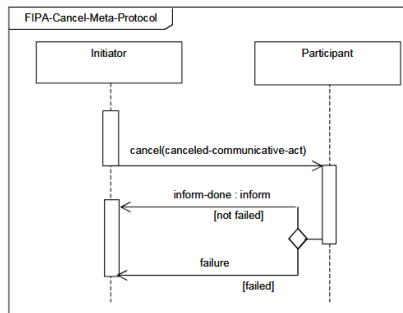 FIPA-Cancel-Meta-Protocol
Initiator
Participant
cancel(canceled-communicative-act)
inform-done : inform
[not failed]
failure
[failed]